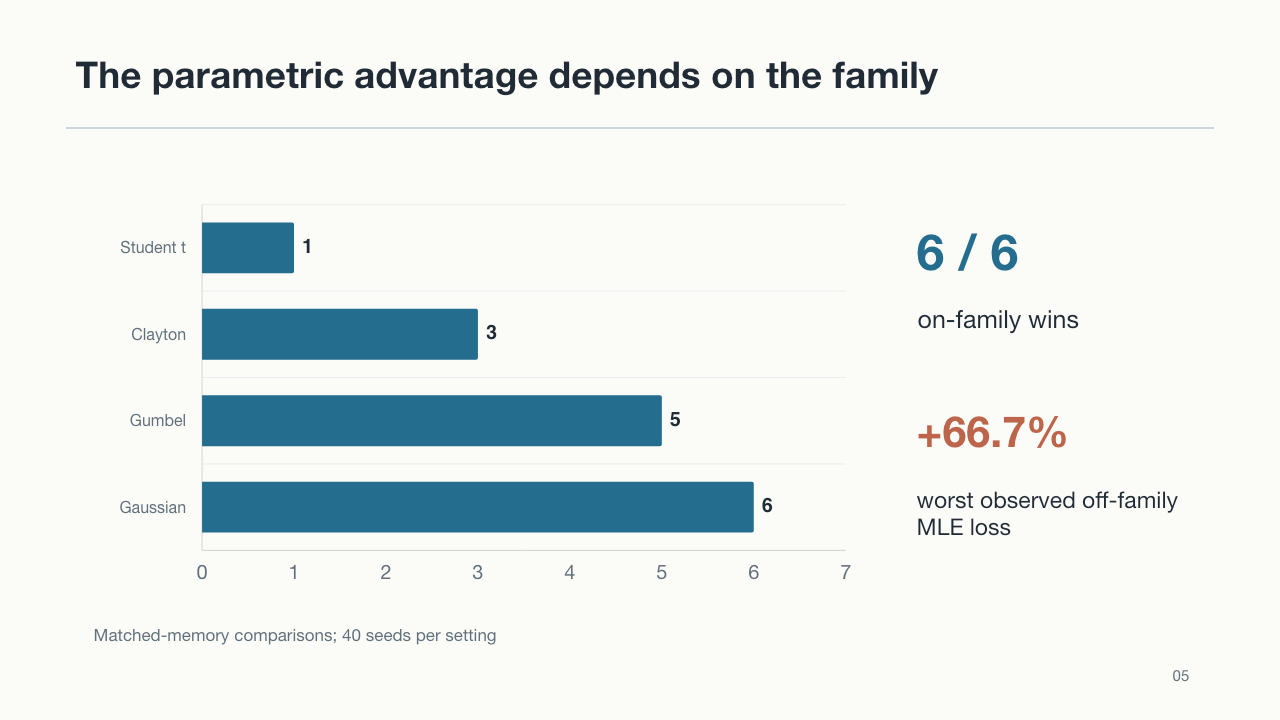 The parametric advantage depends on the family
Student t
1
Clayton
3
Gumbel
5
Gaussian
6
0 1 2 3 4 5 6 7
6 / 6
on-family wins
+66.7%
worst observed off-family
MLE loss
Matched-memory comparisons; 40 seeds per setting
05